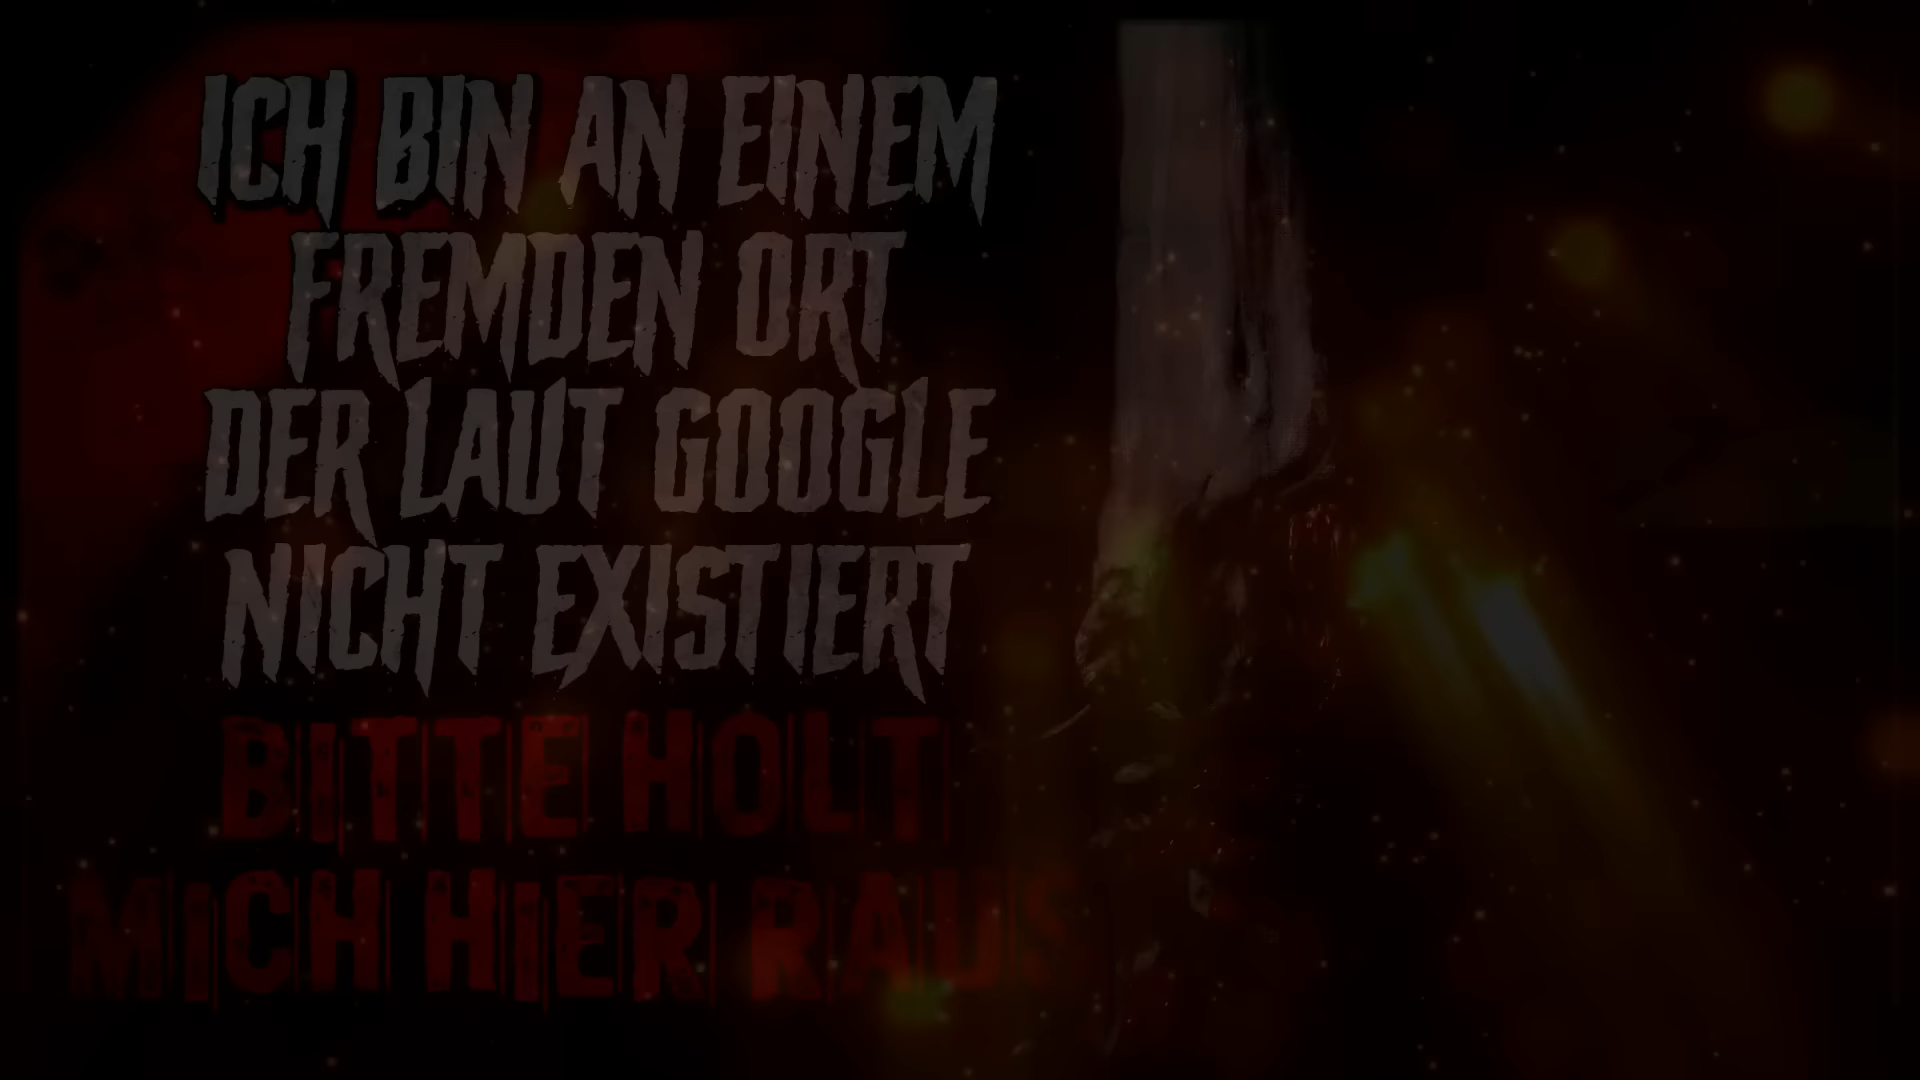 ICH BIN AN EINEM
FREMDEN ORT
DER LAUT GOOGLE
NICHT EXISTIERT
BITTE HOLT
MICH HIER RAUS